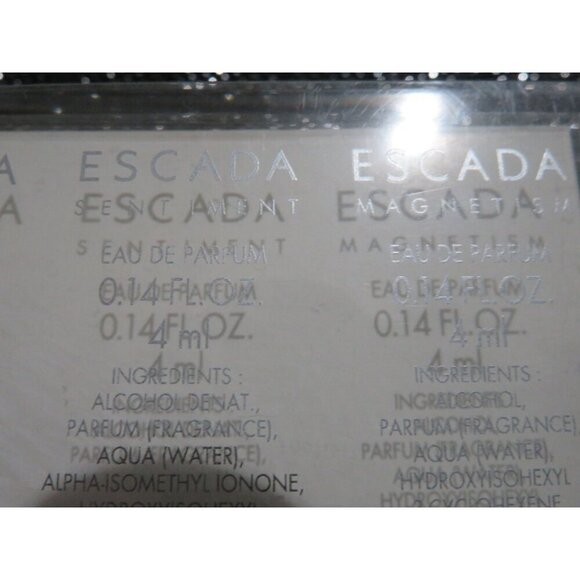 A
ESCADA
SENTIMENT
EAU DE PARFUM
0.14 FL.OZ.
4 ml
INGREDIENTS :
ALCOHOL DENAT.,
PARFUM (FRAGRANCE),
AQUA (WATER),
ALPHA-ISOMETHYL IONONE,
HYDROXYISOHEXYL
ESCADA
MAGNETISM
EAU DE PARFUM
0.14 FL.OZ.
4 ml
INGREDIENTS :
ALCOHOL,
PARFUM (FRAGRANCE),
AQUA (WATER),
HYDROXYISOHEXYL